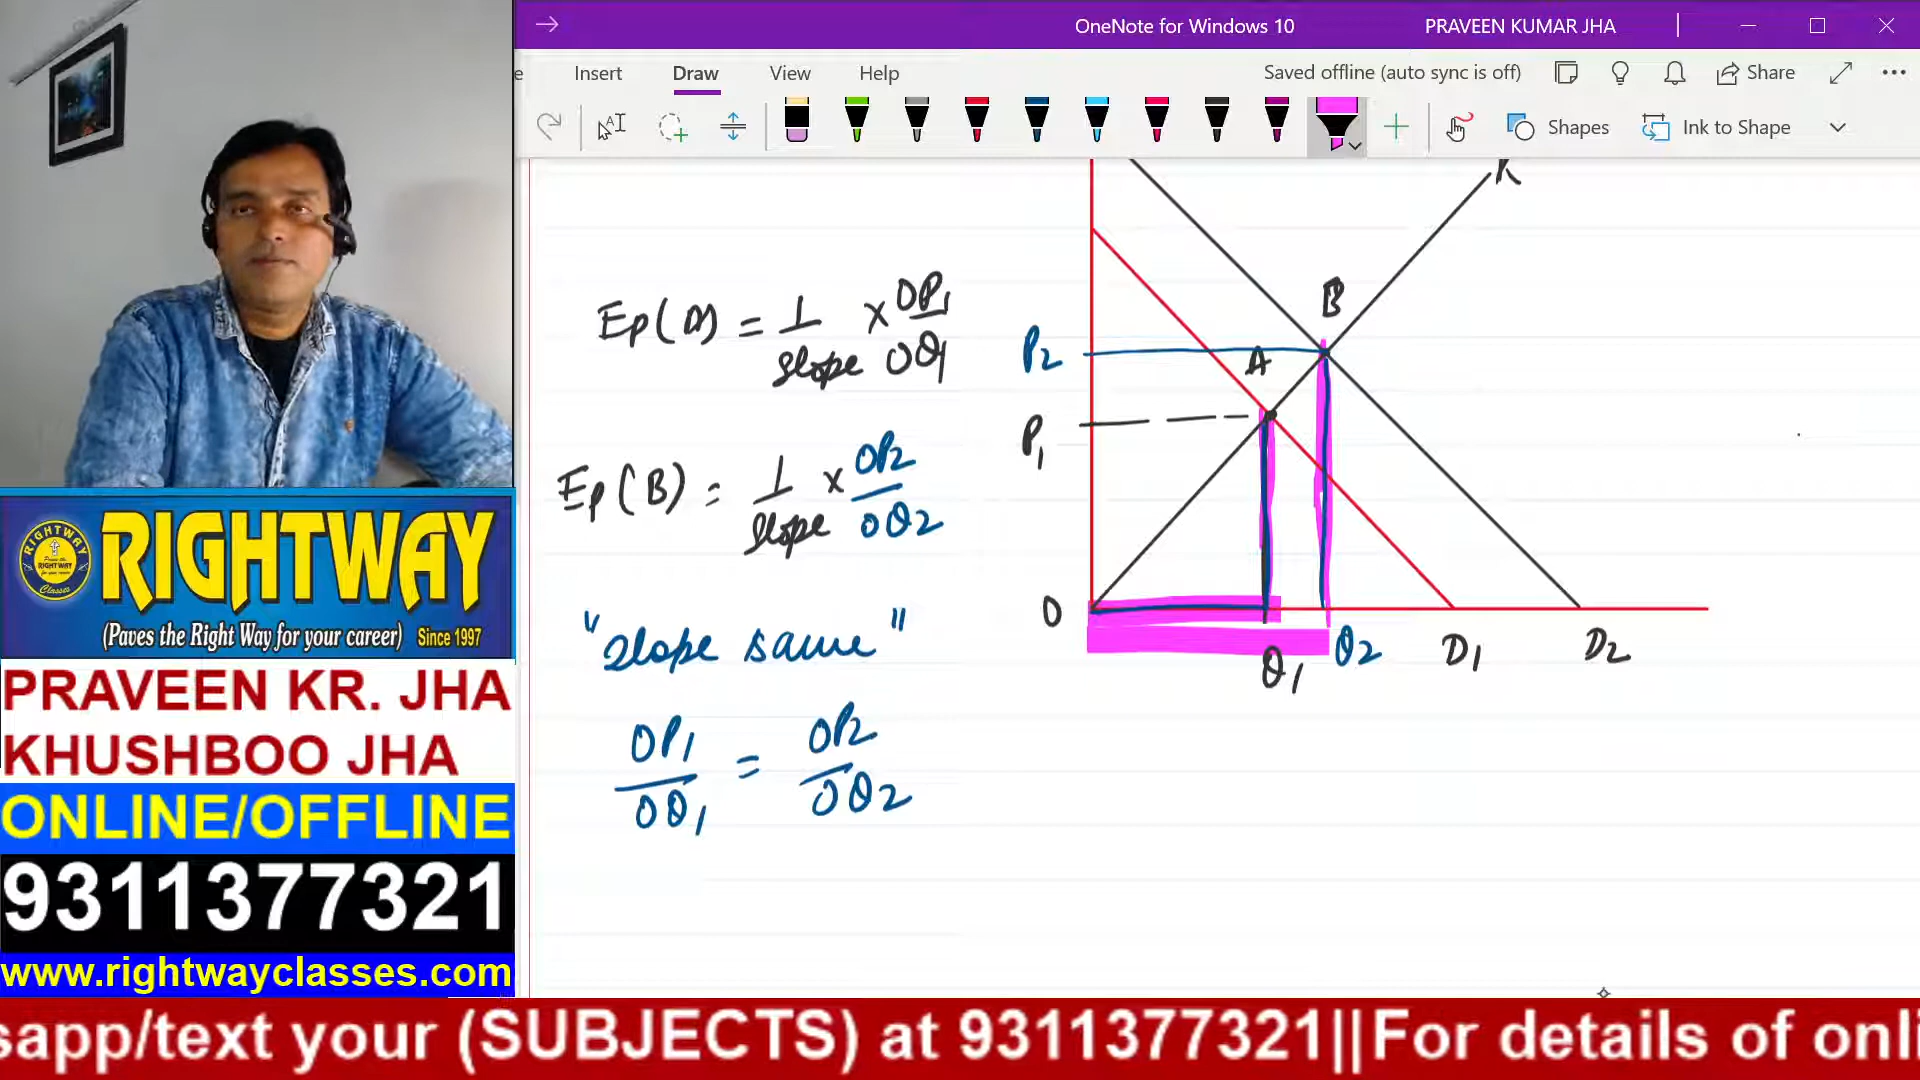 OneNote for Windows 10
PRAVEEN KUMAR JHA
Insert
Draw
View
Help
Saved offline (auto sync is off)
Share
Shapes
Ink to Shape
Ep(A) = 1/slope × OP1/OQ1
Ep(B) = 1/slope × OP2/OQ2
"slope same"
OP1/OQ1 = OP2/OQ2
R
B
P2
A
P1
O
Q1
Q2
D1
D2
RIGHTWAY
RIGHTWAY
Classes
(Paves the Right Way for your career) Since 1997
PRAVEEN KR. JHA
KHUSHBOO JHA
ONLINE/OFFLINE
9311377321
www.rightwayclasses.com
sapp/text your (SUBJECTS) at 9311377321||For details of onli